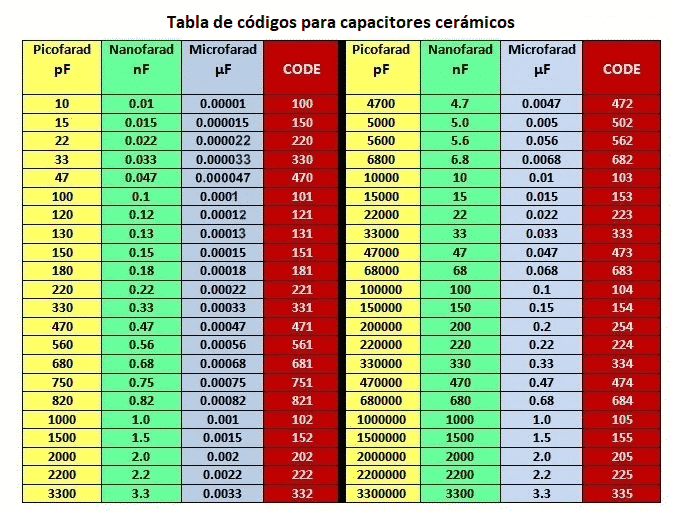 Tabla de códigos para capacitores cerámicos
Picofarad Nanofarad Microfarad Picofarad Nanofarad Microfarad
pF nF µF CODE pF nF µF CODE
10 0.01 0.00001 100 4700 4.7 0.0047 472
15 0.015 0.000015 150 5000 5.0 0.005 502
22 0.022 0.000022 220 5600 5.6 0.056 562
33 0.033 0.000033 330 6800 6.8 0.0068 682
47 0.047 0.000047 470 10000 10 0.01 103
100 0.1 0.0001 101 15000 15 0.015 153
120 0.12 0.00012 121 22000 22 0.022 223
130 0.13 0.00013 131 33000 33 0.033 333
150 0.15 0.00015 151 47000 47 0.047 473
180 0.18 0.00018 181 68000 68 0.068 683
220 0.22 0.00022 221 100000 100 0.1 104
330 0.33 0.00033 331 150000 150 0.15 154
470 0.47 0.00047 471 200000 200 0.2 254
560 0.56 0.00056 561 220000 220 0.22 224
680 0.68 0.00068 681 330000 330 0.33 334
750 0.75 0.00075 751 470000 470 0.47 474
820 0.82 0.00082 821 680000 680 0.68 684
1000 1.0 0.001 102 1000000 1000 1.0 105
1500 1.5 0.0015 152 1500000 1500 1.5 155
2000 2.0 0.002 202 2000000 2000 2.0 205
2200 2.2 0.0022 222 2200000 2200 2.2 225
3300 3.3 0.0033 332 3300000 3300 3.3 335